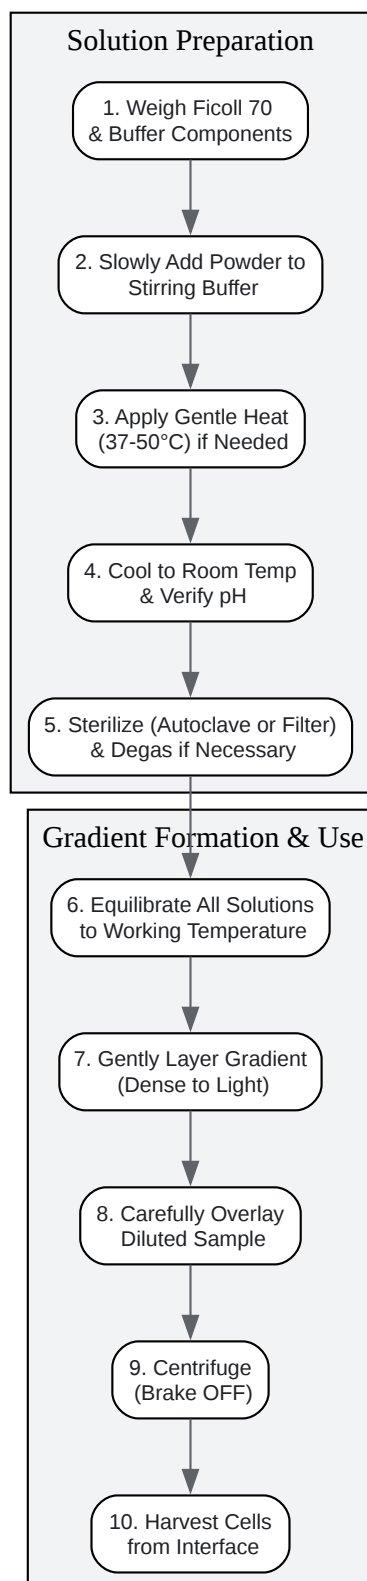 Solution Preparation
1. Weigh Ficoll 70
& Buffer Components
2. Slowly Add Powder to
Stirring Buffer
3. Apply Gentle Heat
(37-50°C) if Needed
4. Cool to Room Temp
& Verify pH
5. Sterilize (Autoclave or Filter)
& Degas if Necessary
Gradient Formation & Use
6. Equilibrate All Solutions
to Working Temperature
7. Gently Layer Gradient
(Dense to Light)
8. Carefully Overlay
Diluted Sample
9. Centrifuge
(Brake OFF)
10. Harvest Cells
from Interface